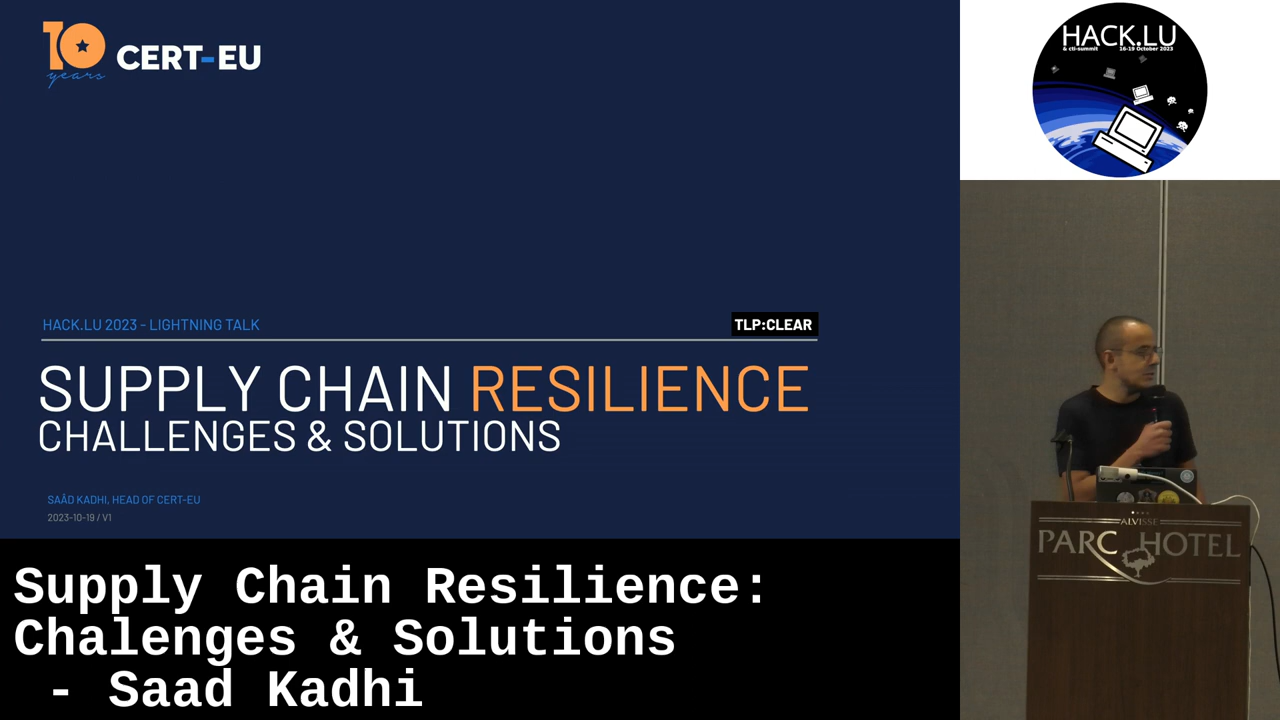 10
years
CERT-EU
HACK.LU 2023 - LIGHTNING TALK
TLP:CLEAR
SUPPLY CHAIN RESILIENCE
CHALLENGES & SOLUTIONS
SAÂD KADHI, HEAD OF CERT-EU
2023-10-19 / V1
Supply Chain Resilience:
Chalenges & Solutions
- Saad Kadhi
HACK.LU
& cti-summit 16-19 October 2023
ALVISSE
PARC HOTEL